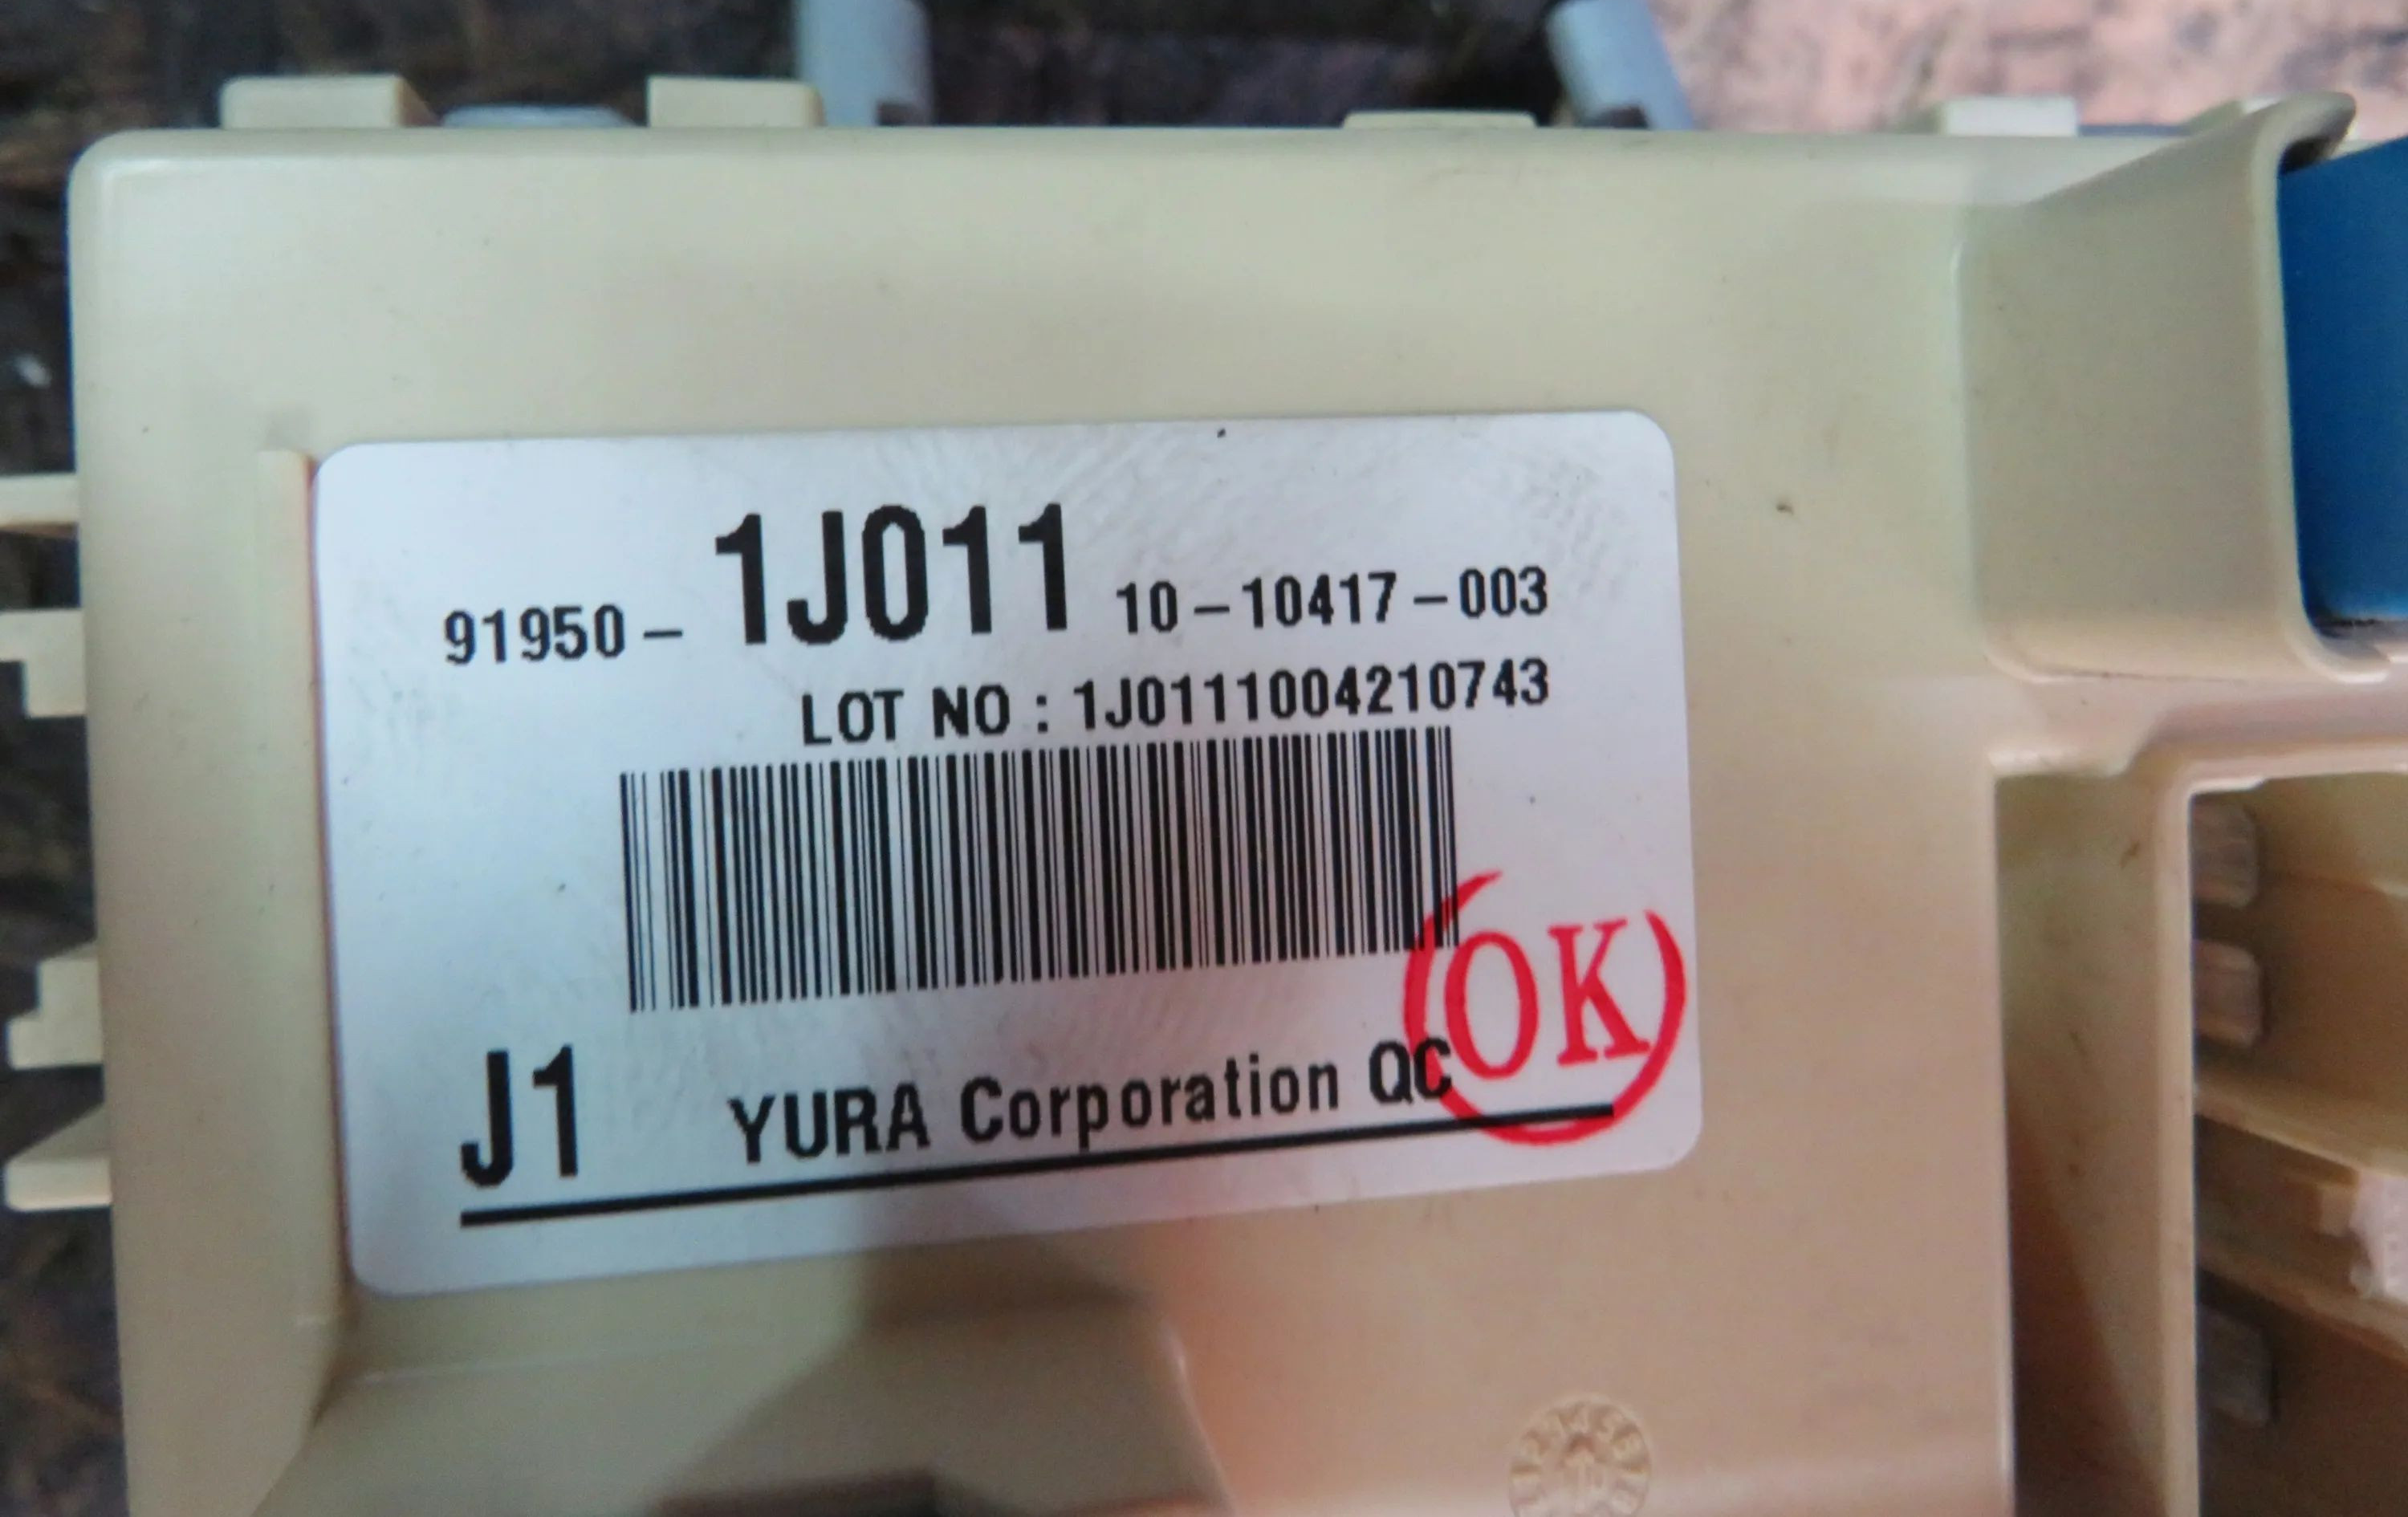 91950- 1J011 10-10417-003
LOT NO : 1J0111004210743
J1 YURA Corporation QC
OK